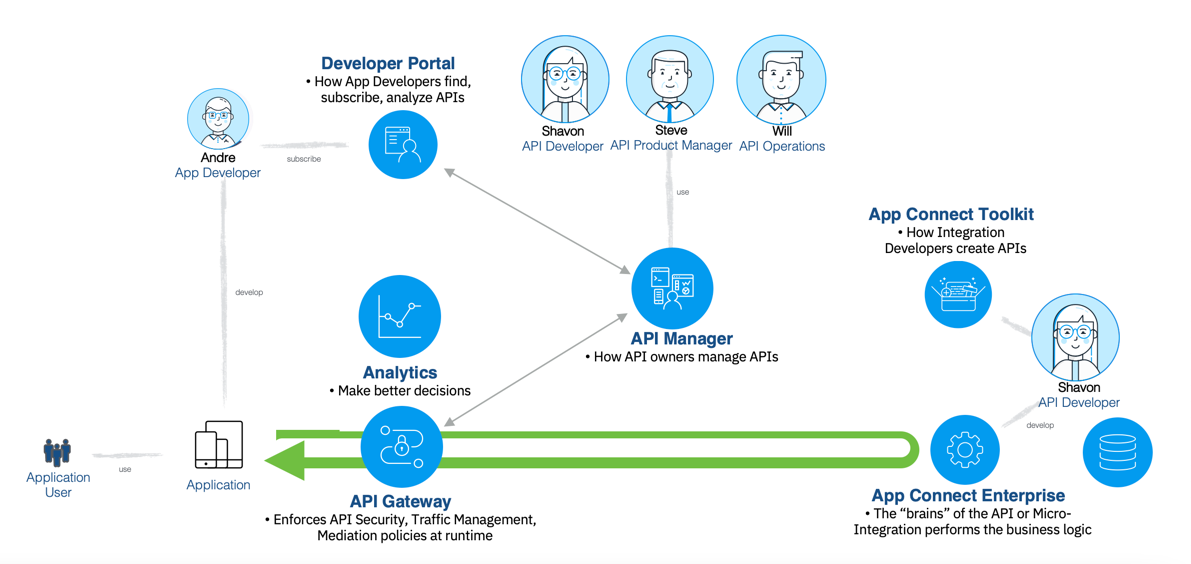 Developer Portal
• How App Developers find,
subscribe, analyze APIs
Andre
App Developer
subscribe
Shavon
API Developer
Steve
API Product Manager
Will
API Operations
use
App Connect Toolkit
• How Integration
Developers create APIs
develop
Analytics
• Make better decisions
API Manager
• How API owners manage APIs
Shavon
API Developer
develop
Application
User
use
Application
API Gateway
• Enforces API Security, Traffic Management,
Mediation policies at runtime
App Connect Enterprise
• The “brains” of the API or Micro-
Integration performs the business logic